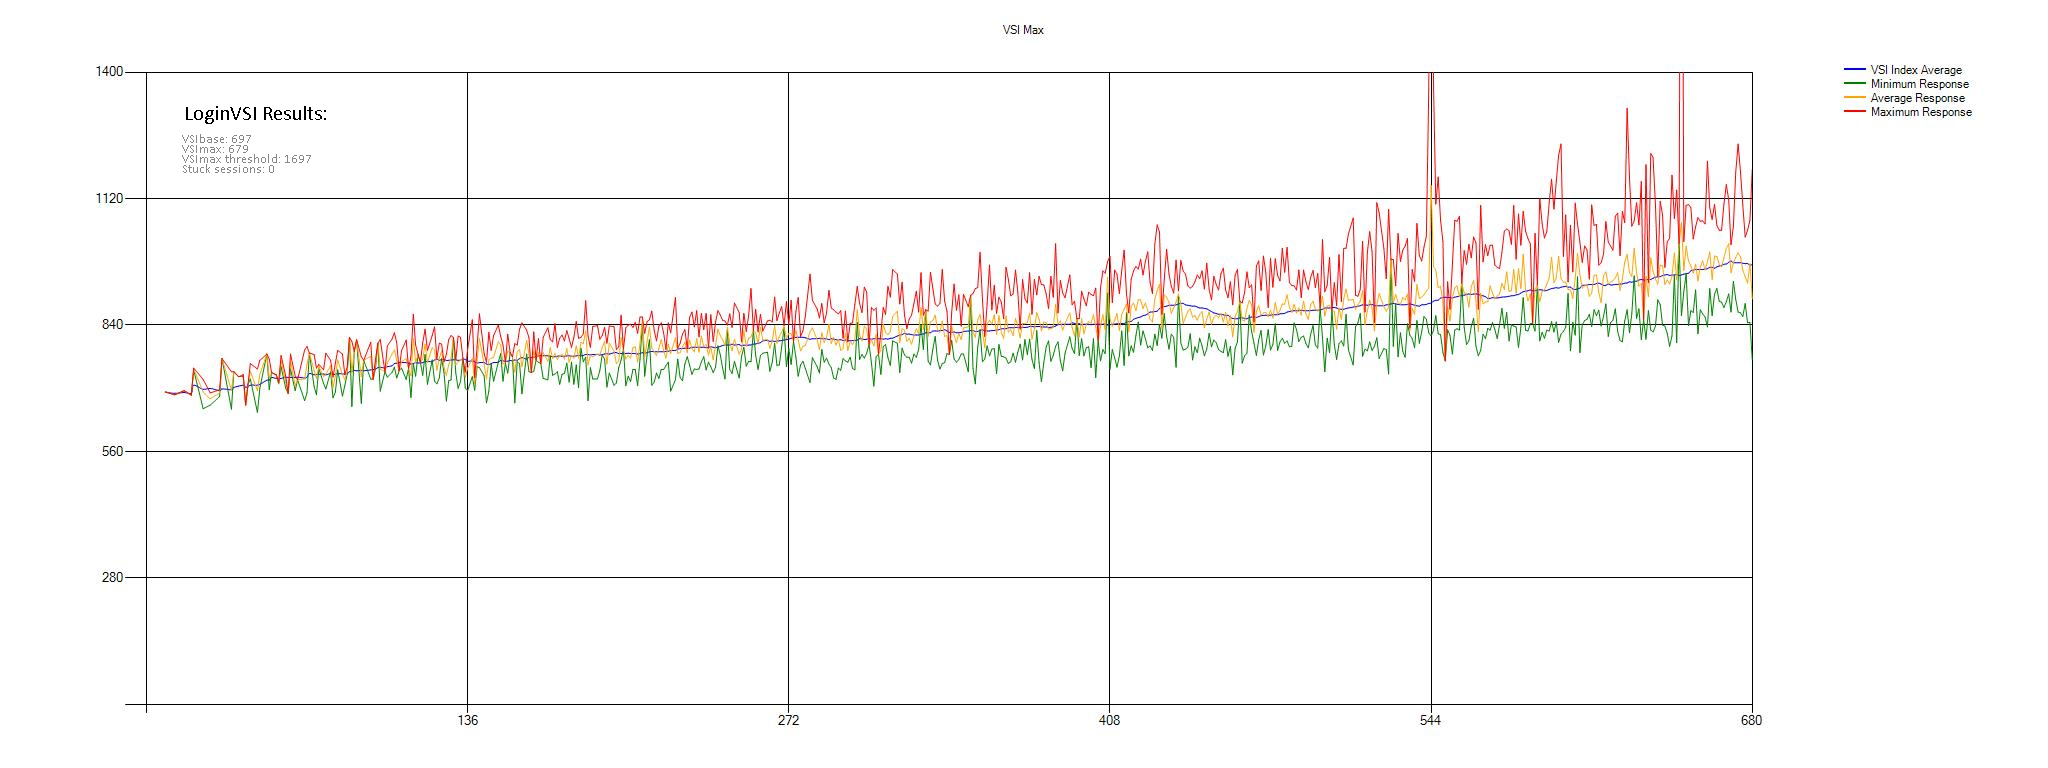 VSI Max
1400
1120
840
560
280
LoginVSI Results:
VSIbase: 697
VSImax: 679
VSImax threshold: 1697
Stuck sessions: 0
136
272
408
544
680
VSI Index Average
Minimum Response
Average Response
Maximum Response